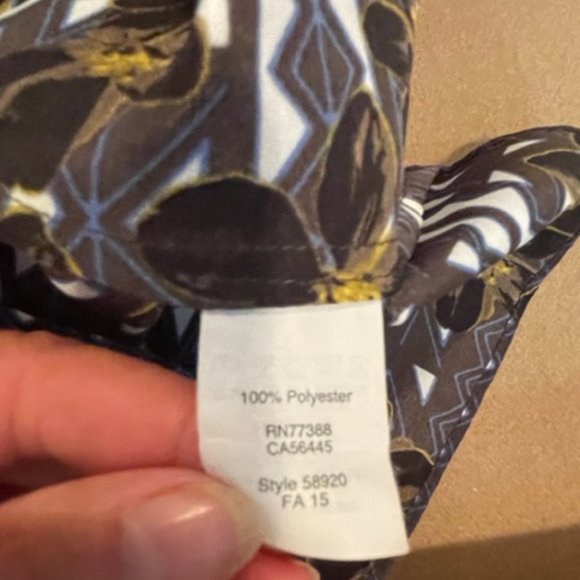 100% Polyester
RN77388
CA56445
Style 58920
FA 15